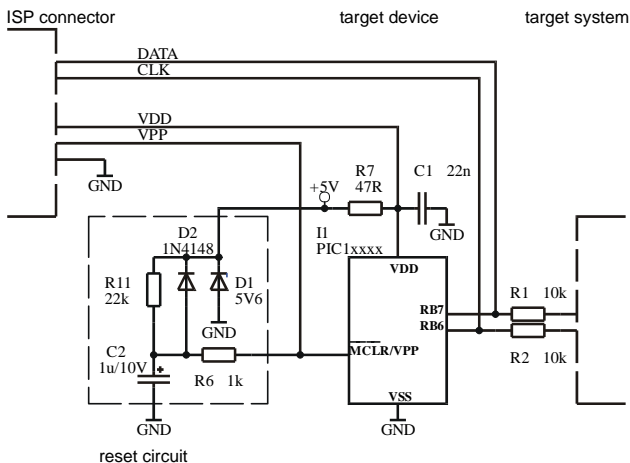 ISP connector
target device
target system
DATA
CLK
VDD
VPP
GND
R7
47R
C1 22n
+5V
GND
D2
1N4148
I1
PIC1xxxx
VDD
R11
22k
D1
5V6
GND
RB7
RB6
R1 10k
R2 10k
C2
1u/10V
+
R6 1k
MCLR/VPP
VSS
GND
GND
reset circuit